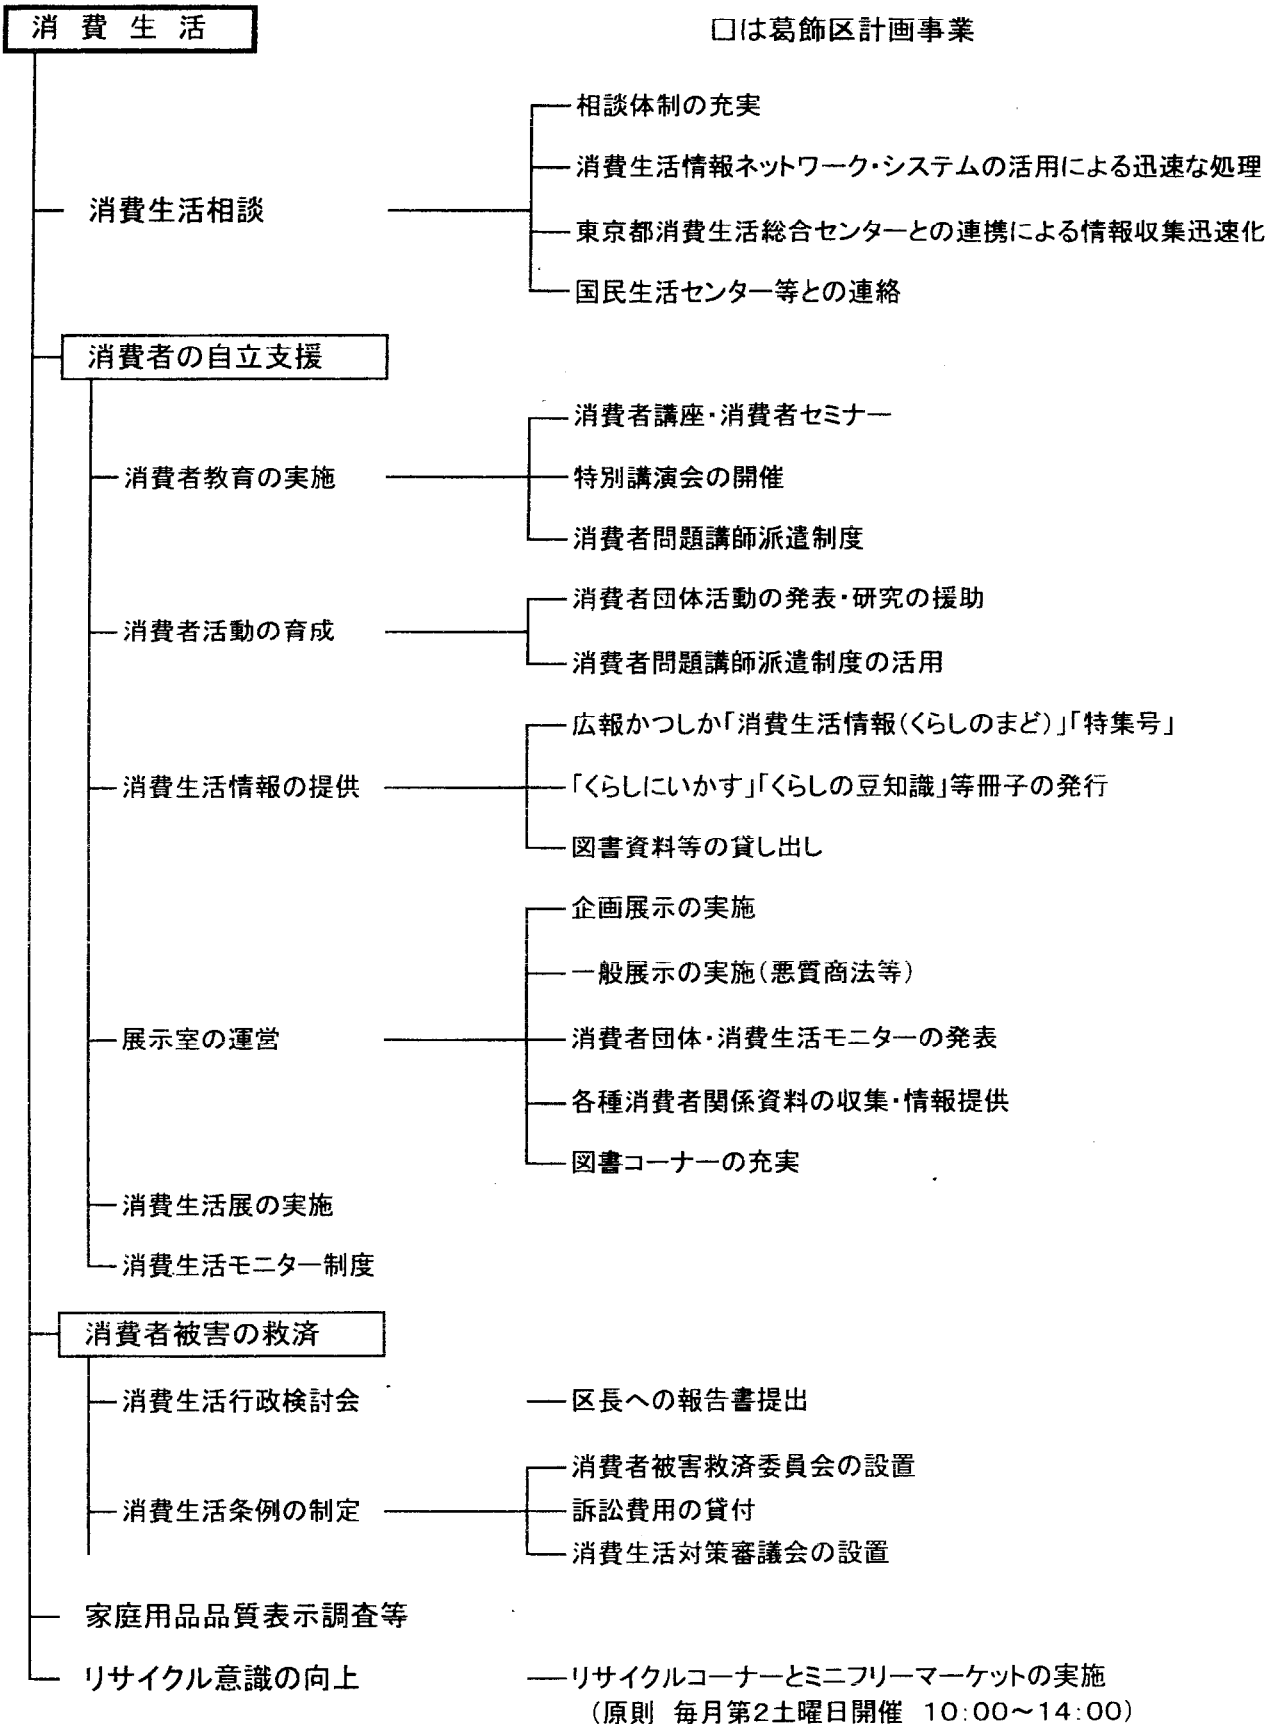 消費生活
□は葛飾区計画事業
消費生活相談
相談体制の充実
消費生活情報ネットワーク・システムの活用による迅速な処理
東京都消費生活総合センターとの連携による情報収集迅速化
国民生活センター等との連絡
消費者の自立支援
消費者教育の実施
消費者講座・消費者セミナー
特別講演会の開催
消費者問題講師派遣制度
消費者活動の育成
消費者団体活動の発表・研究の援助
消費者問題講師派遣制度の活用
消費生活情報の提供
広報かつしか「消費生活情報(くらしのまど)」「特集号」
「くらしにいかす」「くらしの豆知識」等冊子の発行
図書資料等の貸し出し
展示室の運営
企画展示の実施
一般展示の実施(悪質商法等)
消費者団体・消費生活モニターの発表
各種消費者関係資料の収集・情報提供
図書コーナーの充実
消費生活展の実施
消費生活モニター制度
消費者被害の救済
消費生活行政検討会
区長への報告書提出
消費生活条例の制定
消費者被害救済委員会の設置
訴訟費用の貸付
消費生活対策審議会の設置
家庭用品品質表示調査等
リサイクル意識の向上
リサイクルコーナーとミニフリーマーケットの実施
(原則 毎月第2土曜日開催 10:00~14:00)